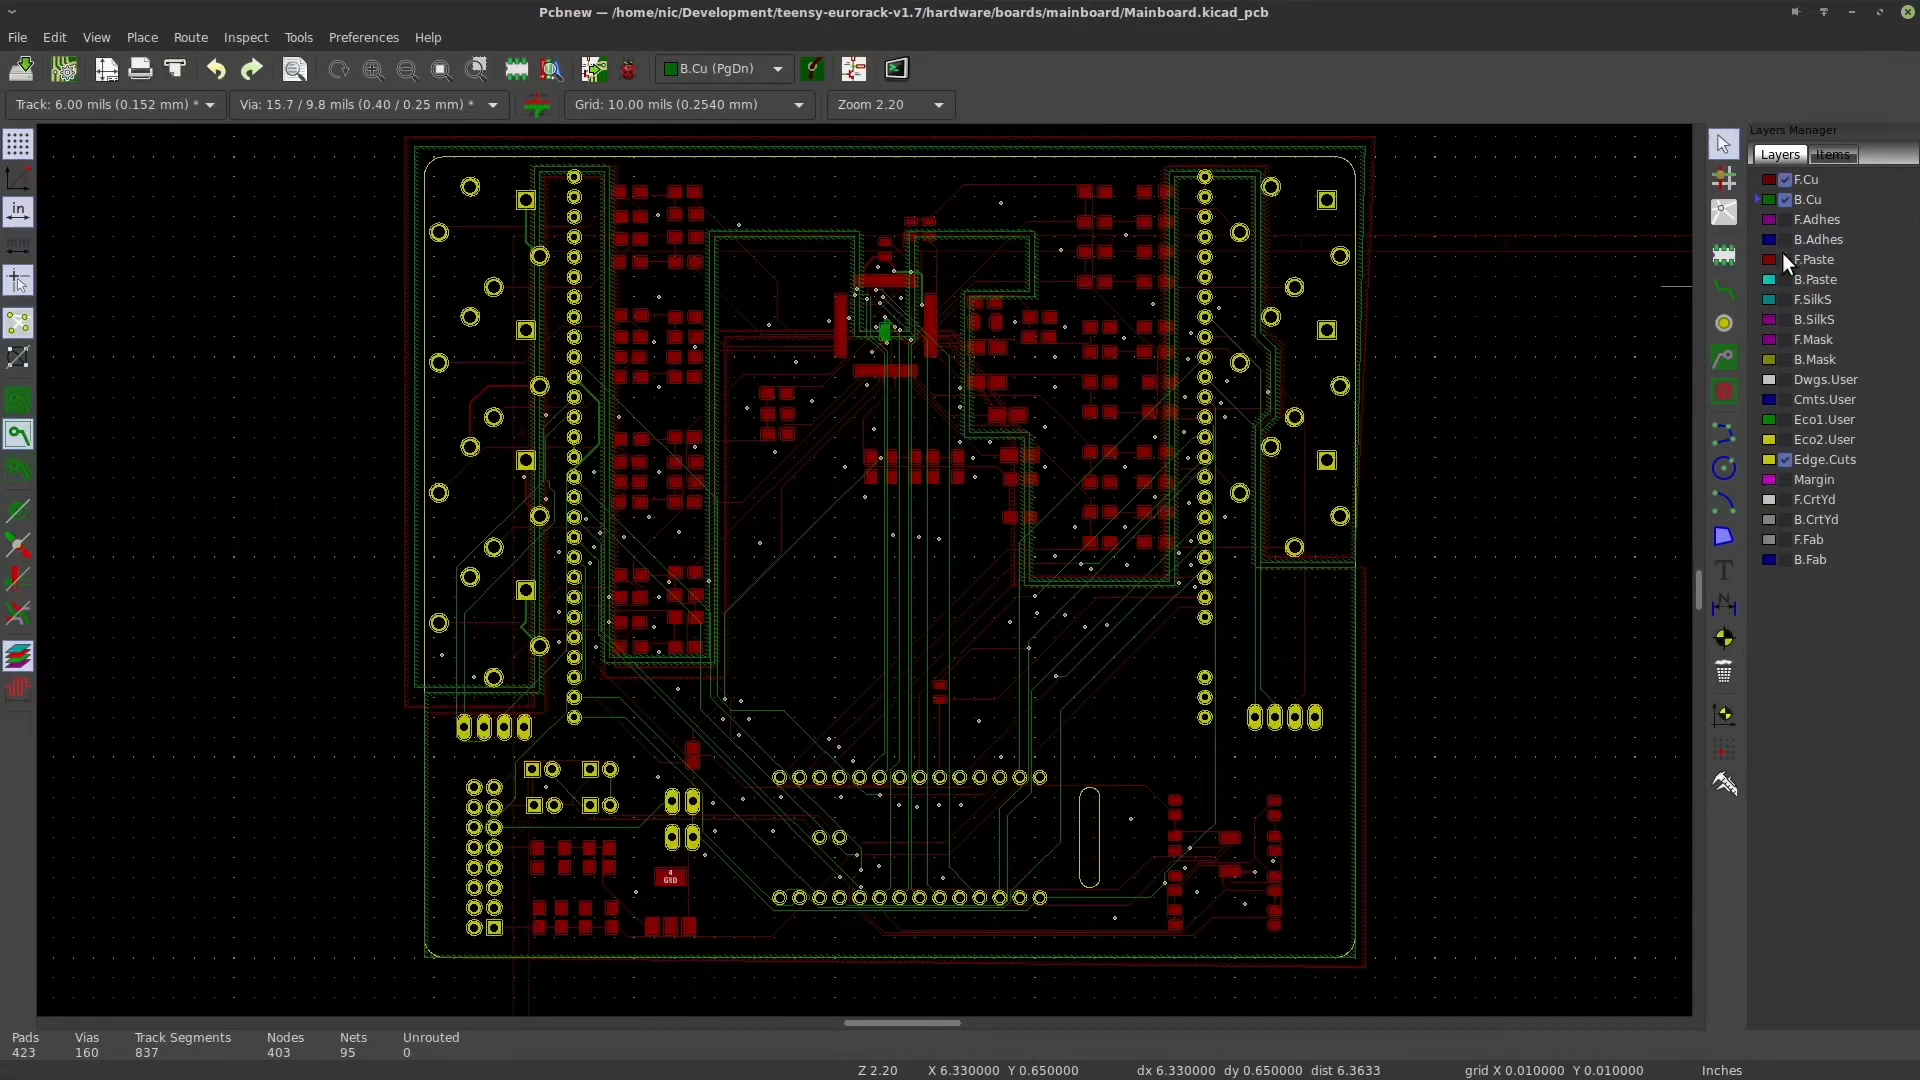 Pcbnew — /home/nic/Development/teensy-eurorack-v1.7/hardware/boards/mainboard/Mainboard.kicad_pcb
File Edit View Place Route Inspect Tools Preferences Help
B.Cu (PgDn)
Track: 6.00 mils (0.152 mm) * Via: 15.7 / 9.8 mils (0.40 / 0.25 mm) * Grid: 10.00 mils (0.2540 mm) Zoom 2.20
in
Layers Manager
Layers Items
F.Cu
B.Cu
F.Adhes
B.Adhes
F.Paste
B.Paste
F.SilkS
B.SilkS
F.Mask
B.Mask
Dwgs.User
Cmts.User
Eco1.User
Eco2.User
Edge.Cuts
Margin
F.CrtYd
B.CrtYd
F.Fab
B.Fab
4
GND
Pads Vias Track Segments Nodes Nets Unrouted
423 160 837 403 95 0
Z 2.20 X 6.330000 Y 0.650000 dx 6.330000 dy 0.650000 dist 6.3633 grid X 0.010000 Y 0.010000 Inches